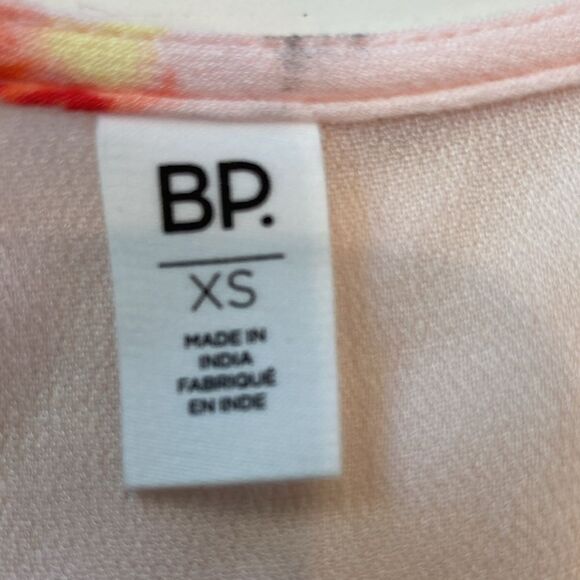 BP.
XS
MADE IN
INDIA
FABRIQUÉ
EN INDE